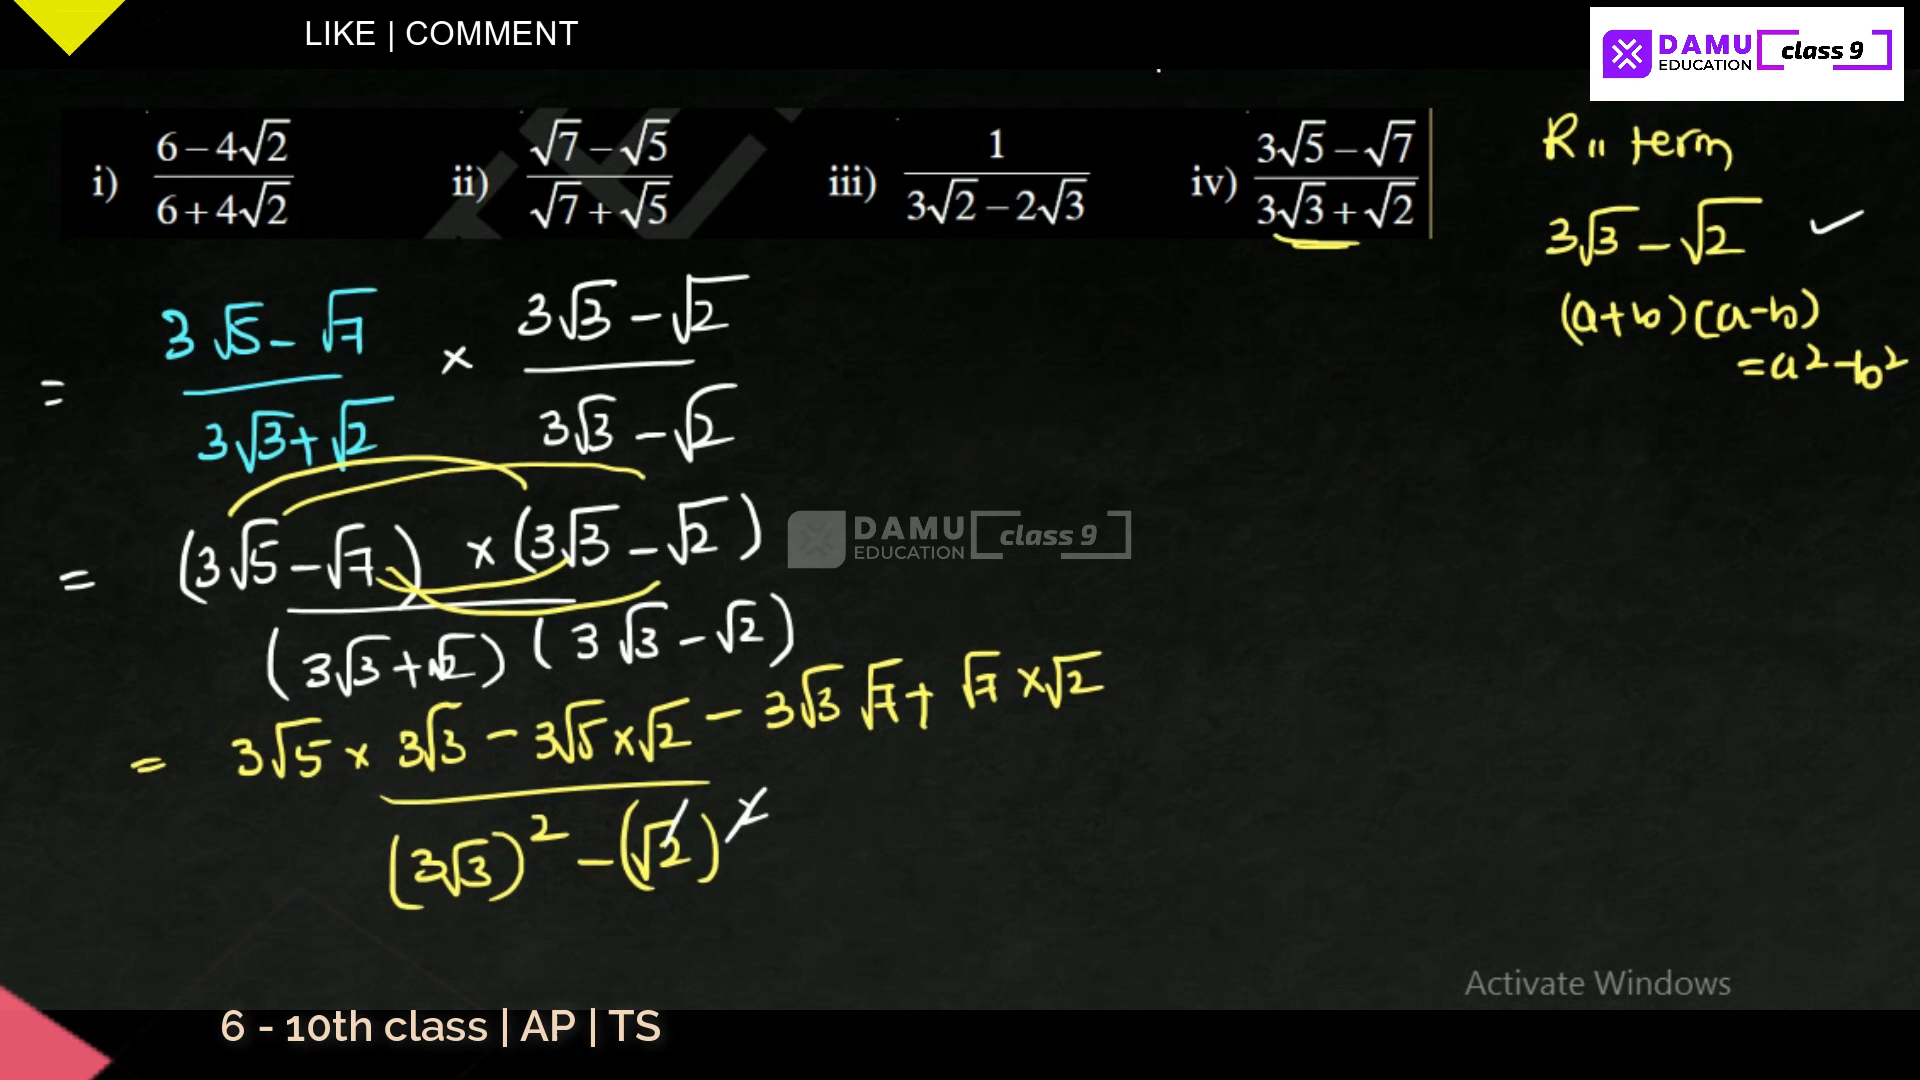 LIKE | COMMENT
DAMU EDUCATION class 9
i) (6 − 4√2)/(6 + 4√2) ii) (√7 − √5)/(√7 + √5) iii) 1/(3√2 − 2√3) iv) (3√5 − √7)/(3√3 + √2)
R11 term
3√3 − √2 ✓
(a+b)(a-b)
= a² - b²
= (3√5 − √7)/(3√3 + √2) × (3√3 − √2)/(3√3 − √2)
= (3√5 − √7) × (3√3 − √2)/(3√3 + √2)(3√3 − √2)
DAMU EDUCATION class 9
= 3√5 × 3√3 − 3√5 × √2 − 3√3 √7 + √7 × √2/(3√3)² − (√2)²
Activate Windows
6 - 10th class | AP | TS